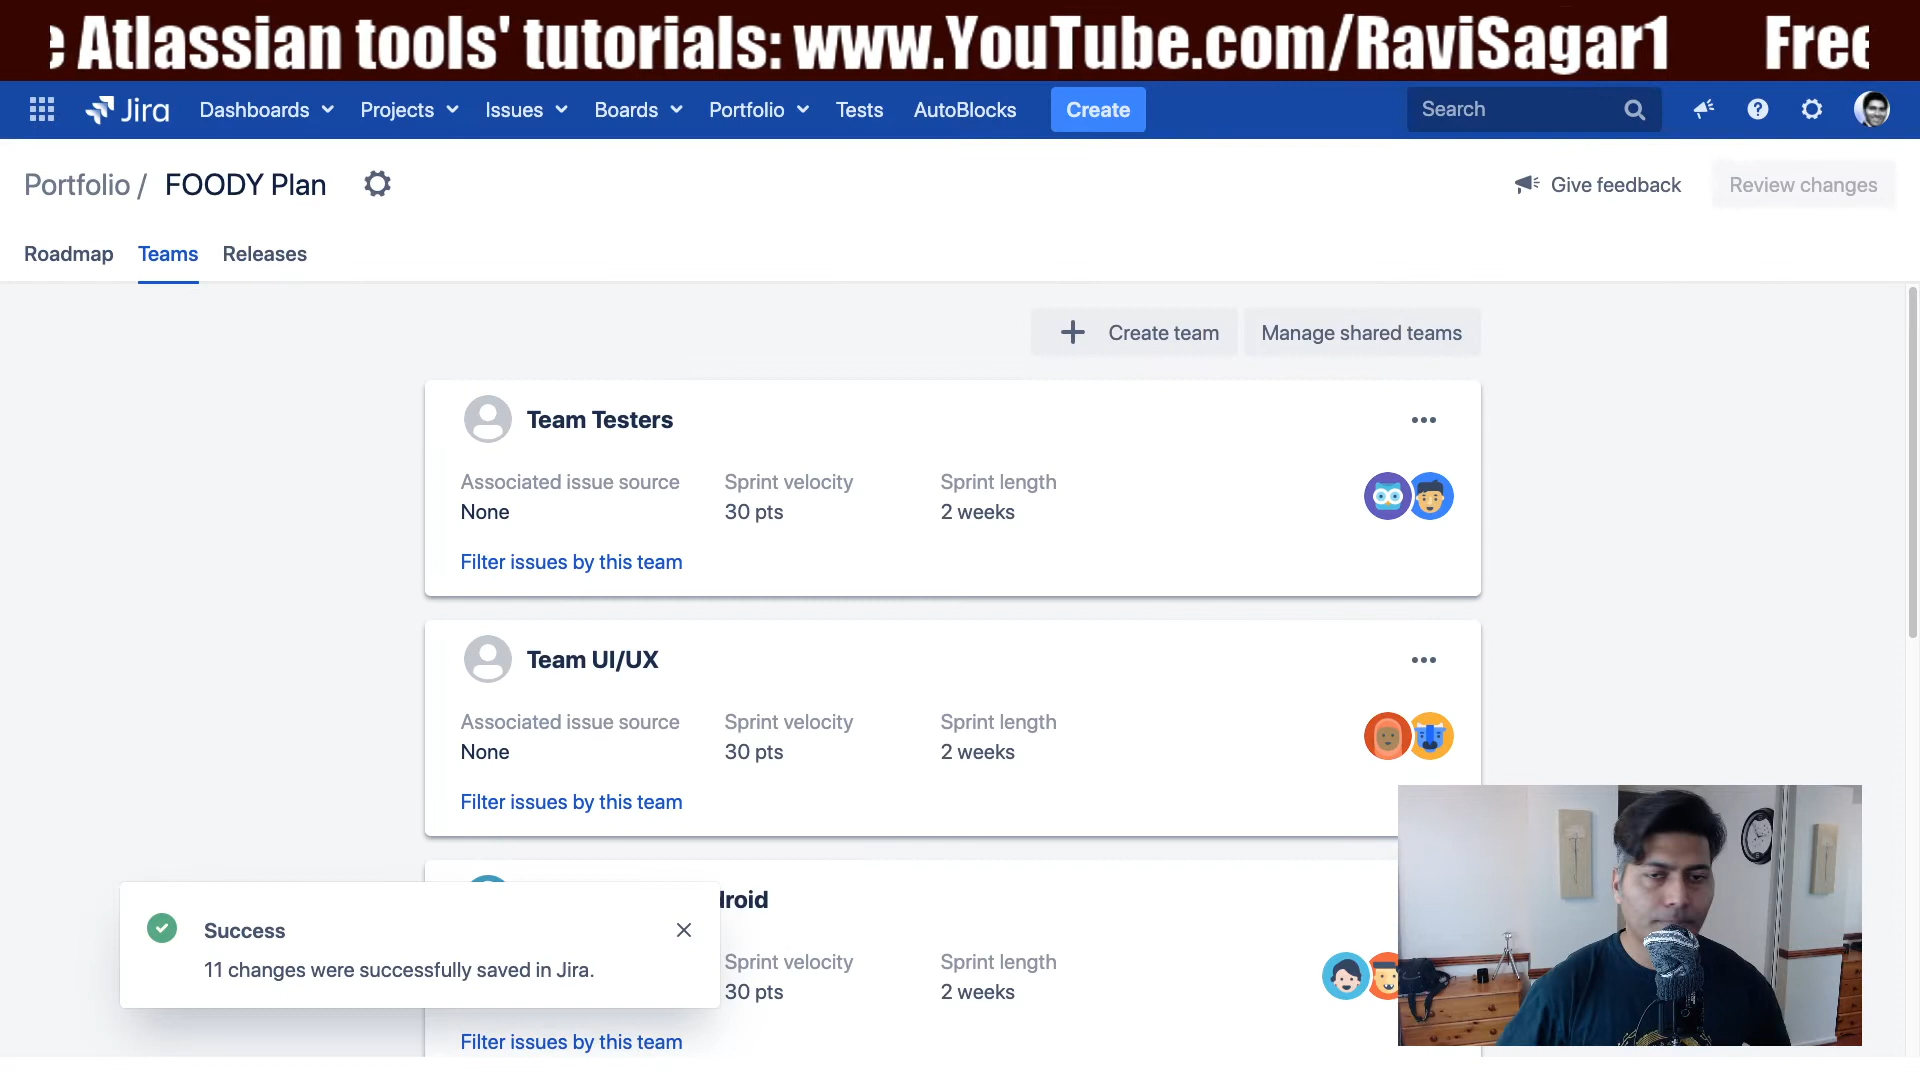 Atlassian tools' tutorials: www.YouTube.com/RaviSagar1 Free
Jira Dashboards Projects Issues Boards Portfolio Tests AutoBlocks Create Search
Portfolio / FOODY Plan Give feedback Review changes
Roadmap Teams Releases
Create team Manage shared teams
Team Testers
Associated issue source Sprint velocity Sprint length
None 30 pts 2 weeks
Filter issues by this team
Team UI/UX
Associated issue source Sprint velocity Sprint length
None 30 pts 2 weeks
Filter issues by this team
droid
Sprint velocity Sprint length
30 pts 2 weeks
Filter issues by this team
Success
11 changes were successfully saved in Jira.